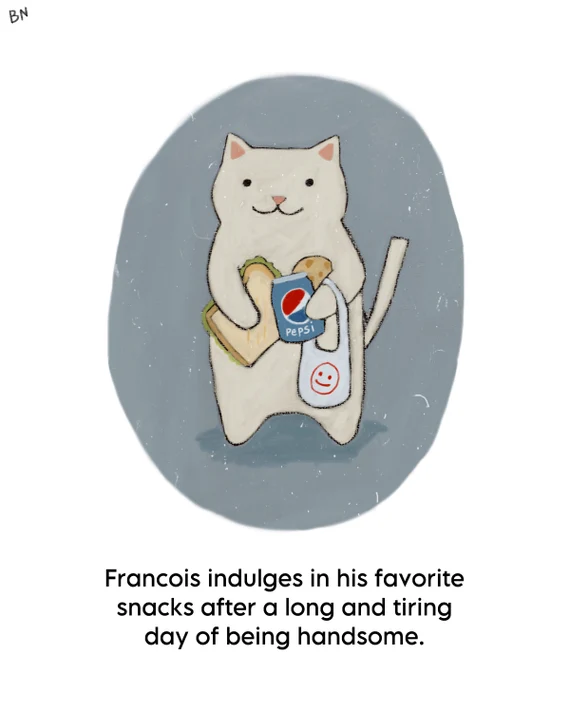 BN
PePSi
Francois indulges in his favorite
snacks after a long and tiring
day of being handsome.